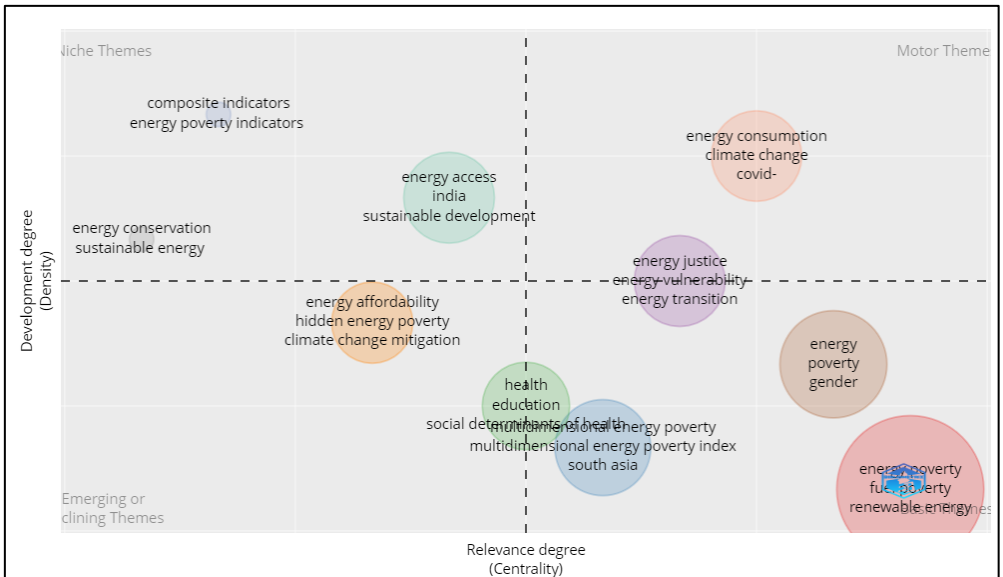 Niche Themes
Motor Theme
composite indicators
energy poverty indicators
energy consumption
climate change
covid-
energy access
india
sustainable development
energy conservation
sustainable energy
energy justice
energy vulnerability
energy transition
Development degree
(Density)
energy affordability
hidden energy poverty
climate change mitigation
energy
poverty
gender
health
education
social determinants of health
multidimensional energy poverty
multidimensional energy poverty index
south asia
energy poverty
fuel poverty
renewable energy
Basic Themes
Emerging or
clining Themes
Relevance degree
(Centrality)